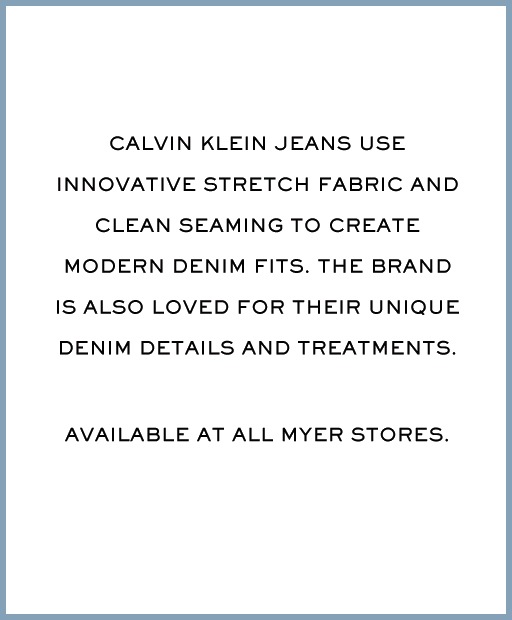 CALVIN KLEIN JEANS USE
INNOVATIVE STRETCH FABRIC AND
CLEAN SEAMING TO CREATE
MODERN DENIM FITS. THE BRAND
IS ALSO LOVED FOR THEIR UNIQUE
DENIM DETAILS AND TREATMENTS.
AVAILABLE AT ALL MYER STORES.